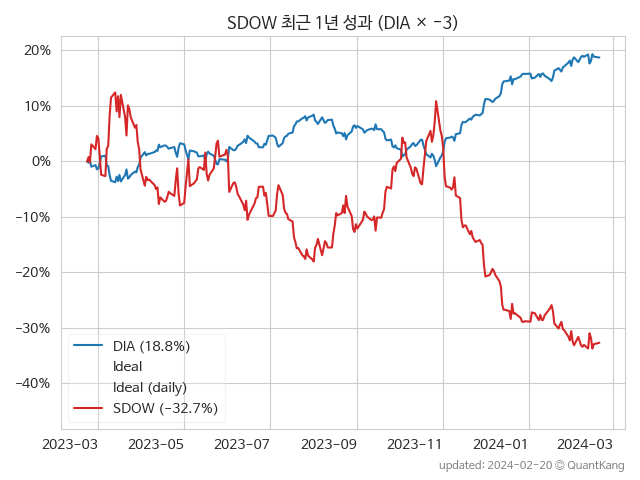 SDOW 최근 1년 성과 (DIA × −3)
20%
10%
0%
−10%
−20%
−30%
−40%
DIA (18.8%)
Ideal
Ideal (daily)
SDOW (−32.7%)
2023−03
2023−05
2023−07
2023−09
2023−11
2024−01
2024−03
updated: 2024−02−20 ⓒ QuantKang